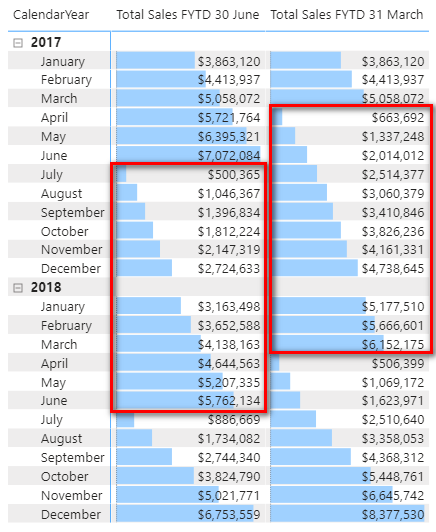 CalendarYear Total Sales FYTD 30 June Total Sales FYTD 31 March
2017
January $3,863,120 $3,863,120
February $4,413,937 $4,413,937
March $5,058,072 $5,058,072
April $5,721,764 $663,692
May $6,395,321 $1,337,248
June $7,072,084 $2,014,012
July $500,365 $2,514,377
August $1,046,367 $3,060,379
September $1,396,834 $3,410,846
October $1,812,224 $3,826,236
November $2,147,319 $4,161,331
December $2,724,633 $4,738,645
2018
January $3,163,498 $5,177,510
February $3,652,588 $5,666,601
March $4,138,163 $6,152,175
April $4,644,563 $506,399
May $5,207,335 $1,069,172
June $5,762,134 $1,623,971
July $886,669 $2,510,640
August $1,734,082 $3,358,053
September $2,744,340 $4,368,312
October $3,824,790 $5,448,761
November $5,021,771 $6,645,742
December $6,753,559 $8,377,530